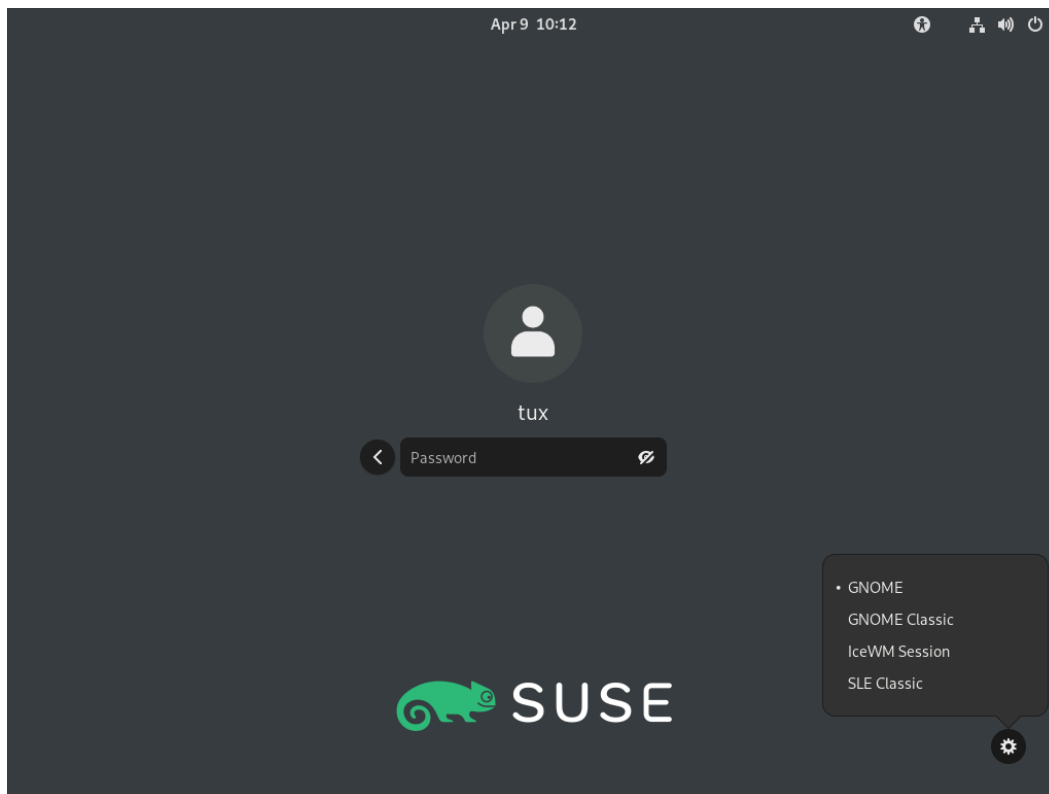 Apr 9 10:12
tux
Password
GNOME
GNOME Classic
IceWM Session
SLE Classic
SUSE